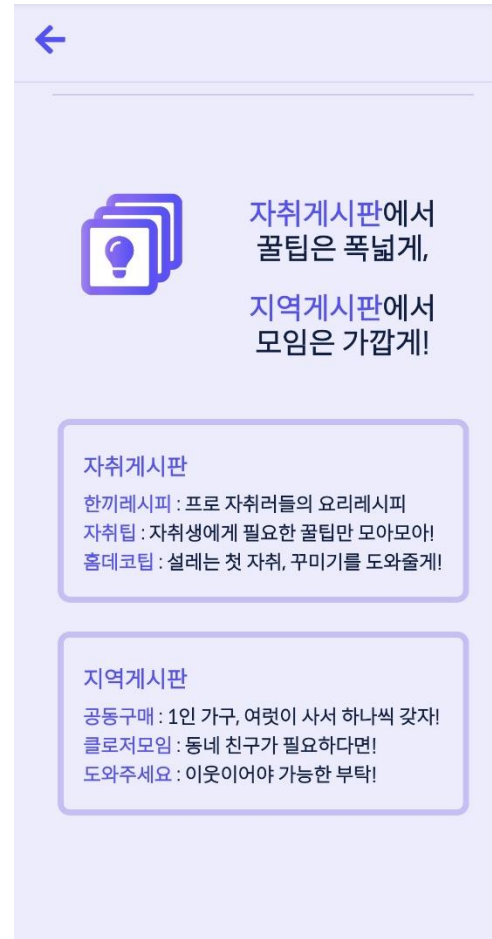 자취게시판에서
꿀팁은 폭넓게,
지역게시판에서
모임은 가깝게!
자취게시판
한끼레시피 : 프로 자취러들의 요리레시피
자취팁 : 자취생에게 필요한 꿀팁만 모아모아!
홈데코팁 : 설레는 첫 자취, 꾸미기를 도와줄게!
지역게시판
공동구매 : 1인 가구, 여럿이 사서 하나씩 갖자!
클로저모임 : 동네 친구가 필요하다면!
도와주세요 : 이웃이어야 가능한 부탁!